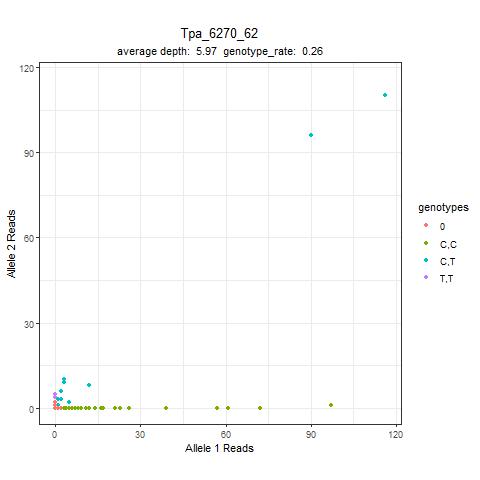 Tpa_6270_62
average depth:  5.97  genotype_rate:  0.26
120
90
60
30
0
Allele 2 Reads
0
30
60
90
120
Allele 1 Reads
genotypes
0
C,C
C,T
T,T